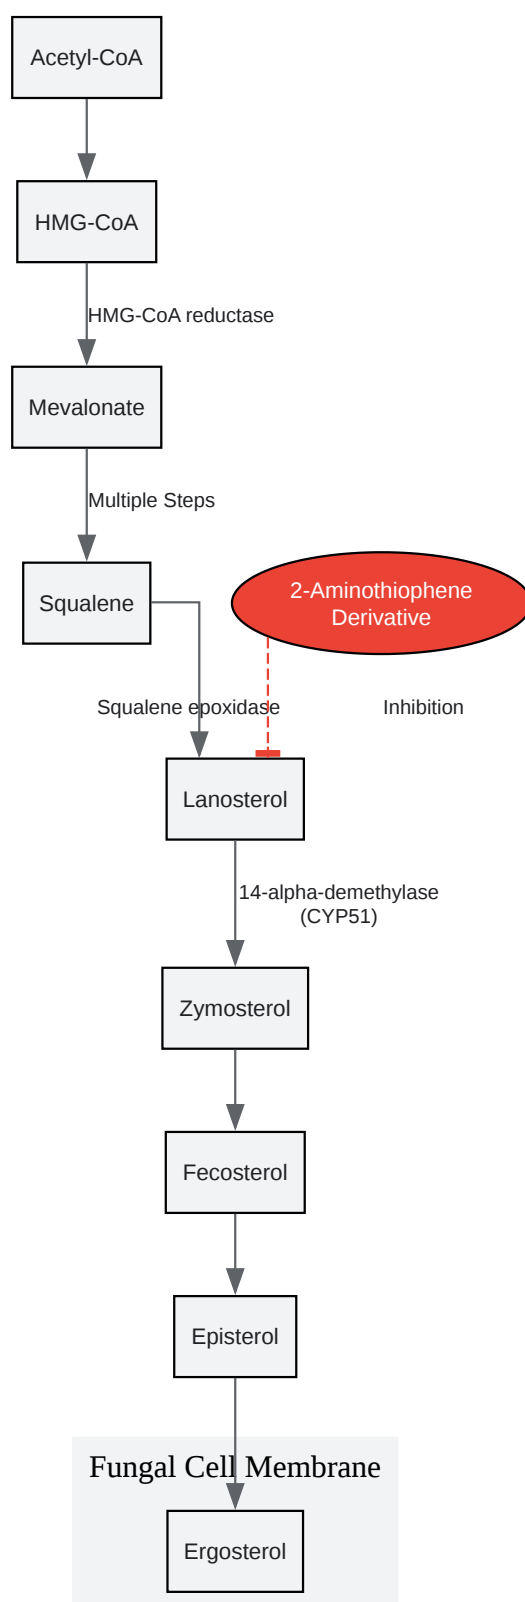 Acetyl-CoA
HMG-CoA
HMG-CoA reductase
Mevalonate
Multiple Steps
Squalene
2-Aminothiophene
Derivative
Squalene epoxidase
Inhibition
Lanosterol
14-alpha-demethylase
(CYP51)
Zymosterol
Fecosterol
Episterol
Fungal Cell Membrane
Ergosterol